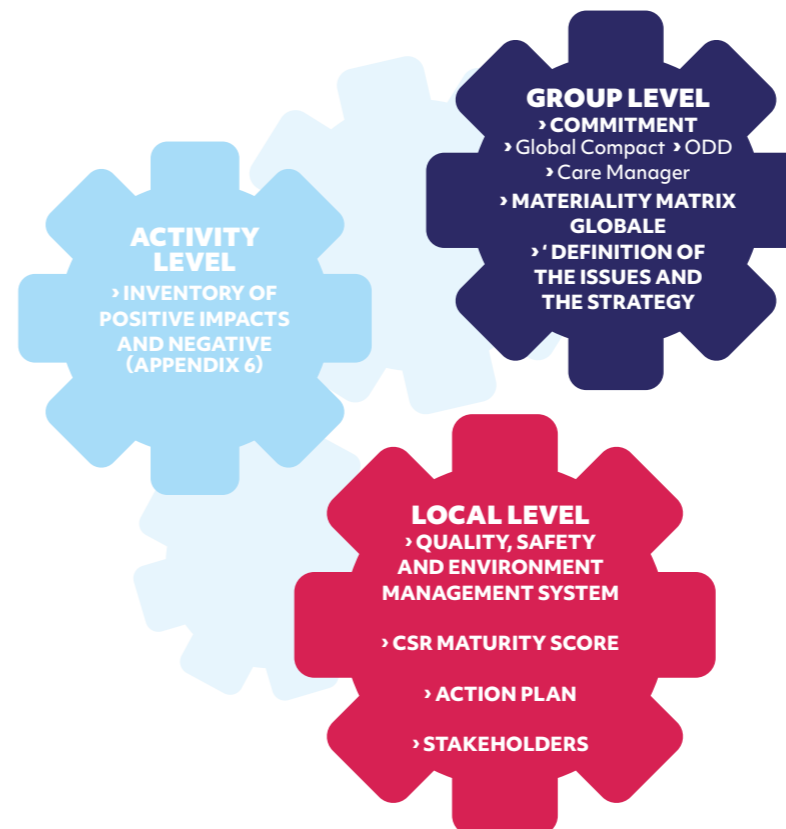 GROUP LEVEL
› COMMITMENT
› Global Compact › ODD
› Care Manager
› MATERIALITY MATRIX
GLOBALE
› ‘ DEFINITION OF
THE ISSUES AND
THE STRATEGY
ACTIVITY
LEVEL
› INVENTORY OF
POSITIVE IMPACTS
AND NEGATIVE
(APPENDIX 6)
LOCAL LEVEL
› QUALITY, SAFETY
AND ENVIRONMENT
MANAGEMENT SYSTEM
› CSR MATURITY SCORE
› ACTION PLAN
› STAKEHOLDERS